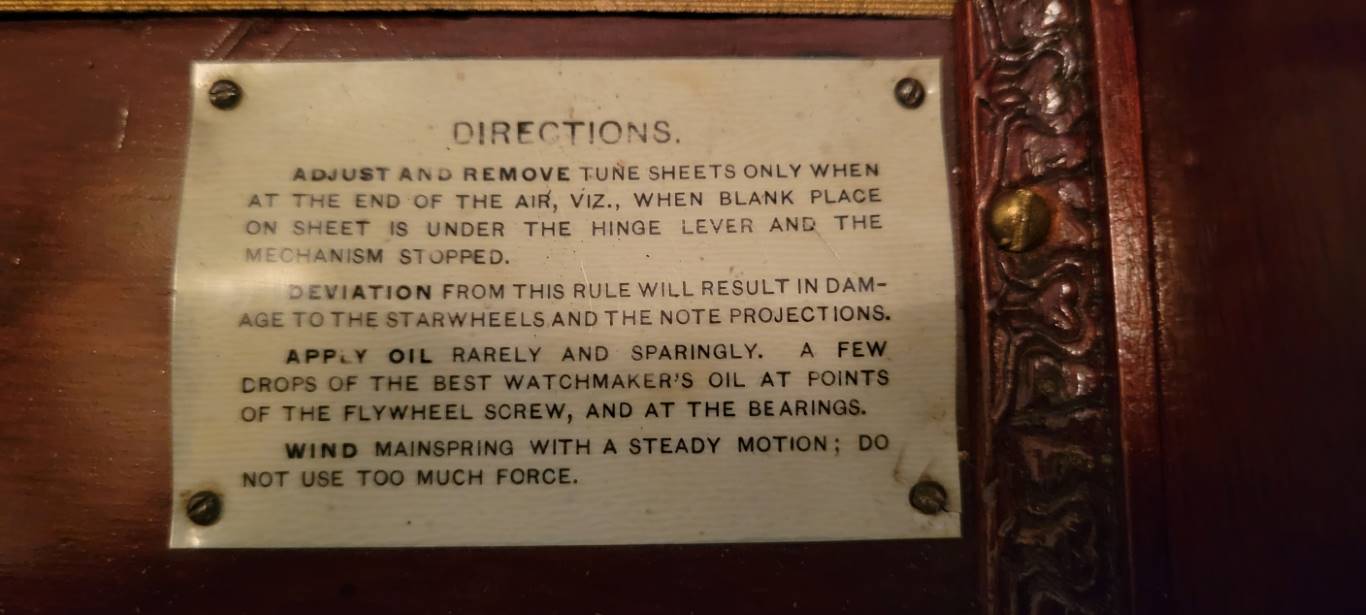 DIRECTIONS.
ADJUST AND REMOVE TUNE SHEETS ONLY WHEN
AT THE END OF THE AIR, VIZ., WHEN BLANK PLACE
ON SHEET IS UNDER THE HINGE LEVER AND THE
MECHANISM STOPPED.
DEVIATION FROM THIS RULE WILL RESULT IN DAM-
AGE TO THE STARWHEELS AND THE NOTE PROJECTIONS.
APPLY OIL RARELY AND SPARINGLY. A FEW
DROPS OF THE BEST WATCHMAKER'S OIL AT POINTS
OF THE FLYWHEEL SCREW, AND AT THE BEARINGS.
WIND MAINSPRING WITH A STEADY MOTION; DO
NOT USE TOO MUCH FORCE.